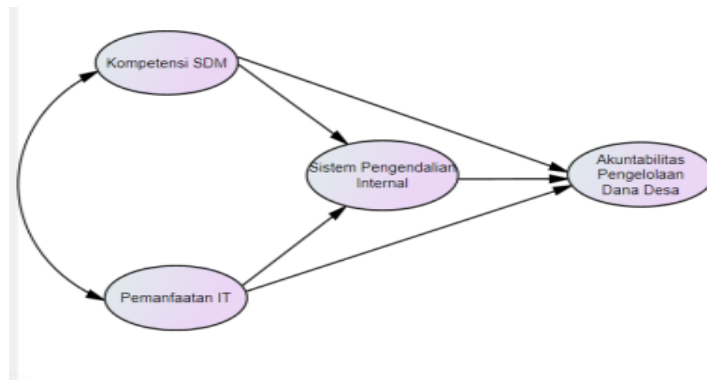 Kompetensi SDM
Sistem Pengendalian
Internal
Akuntabilitas
Pengelolaan
Dana Desa
Pemanfaatan IT